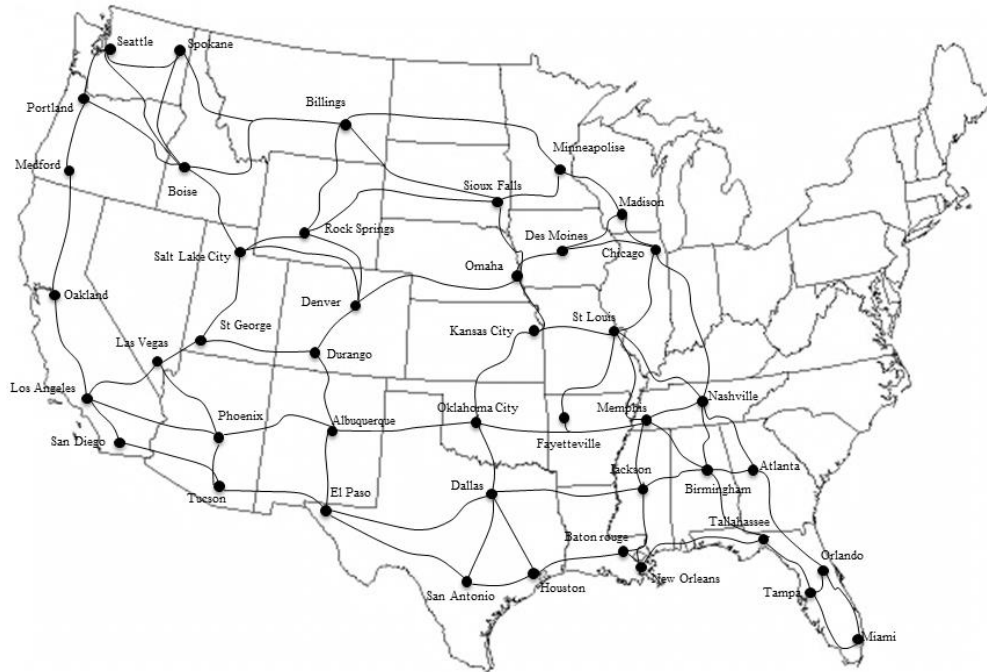 Seattle
Spokane
Portland
Billings
Minneapolise
Medford
Boise
Sioux Falls
Madison
Rock Springs
Des Moines
Salt Lake City
Chicago
Omaha
Oakland
Denver
St George
Kansas City
St Louis
Las Vegas
Durango
Los Angeles
Nashville
Phoenix
Albuquerque
Oklahoma City
Memphis
San Diego
Fayetteville
Jackson
Atlanta
Tucson
El Paso
Dallas
Birmingham
Tallahassee
Baton rouge
Orlando
San Antonio
Houston
New Orleans
Tampa
Miami